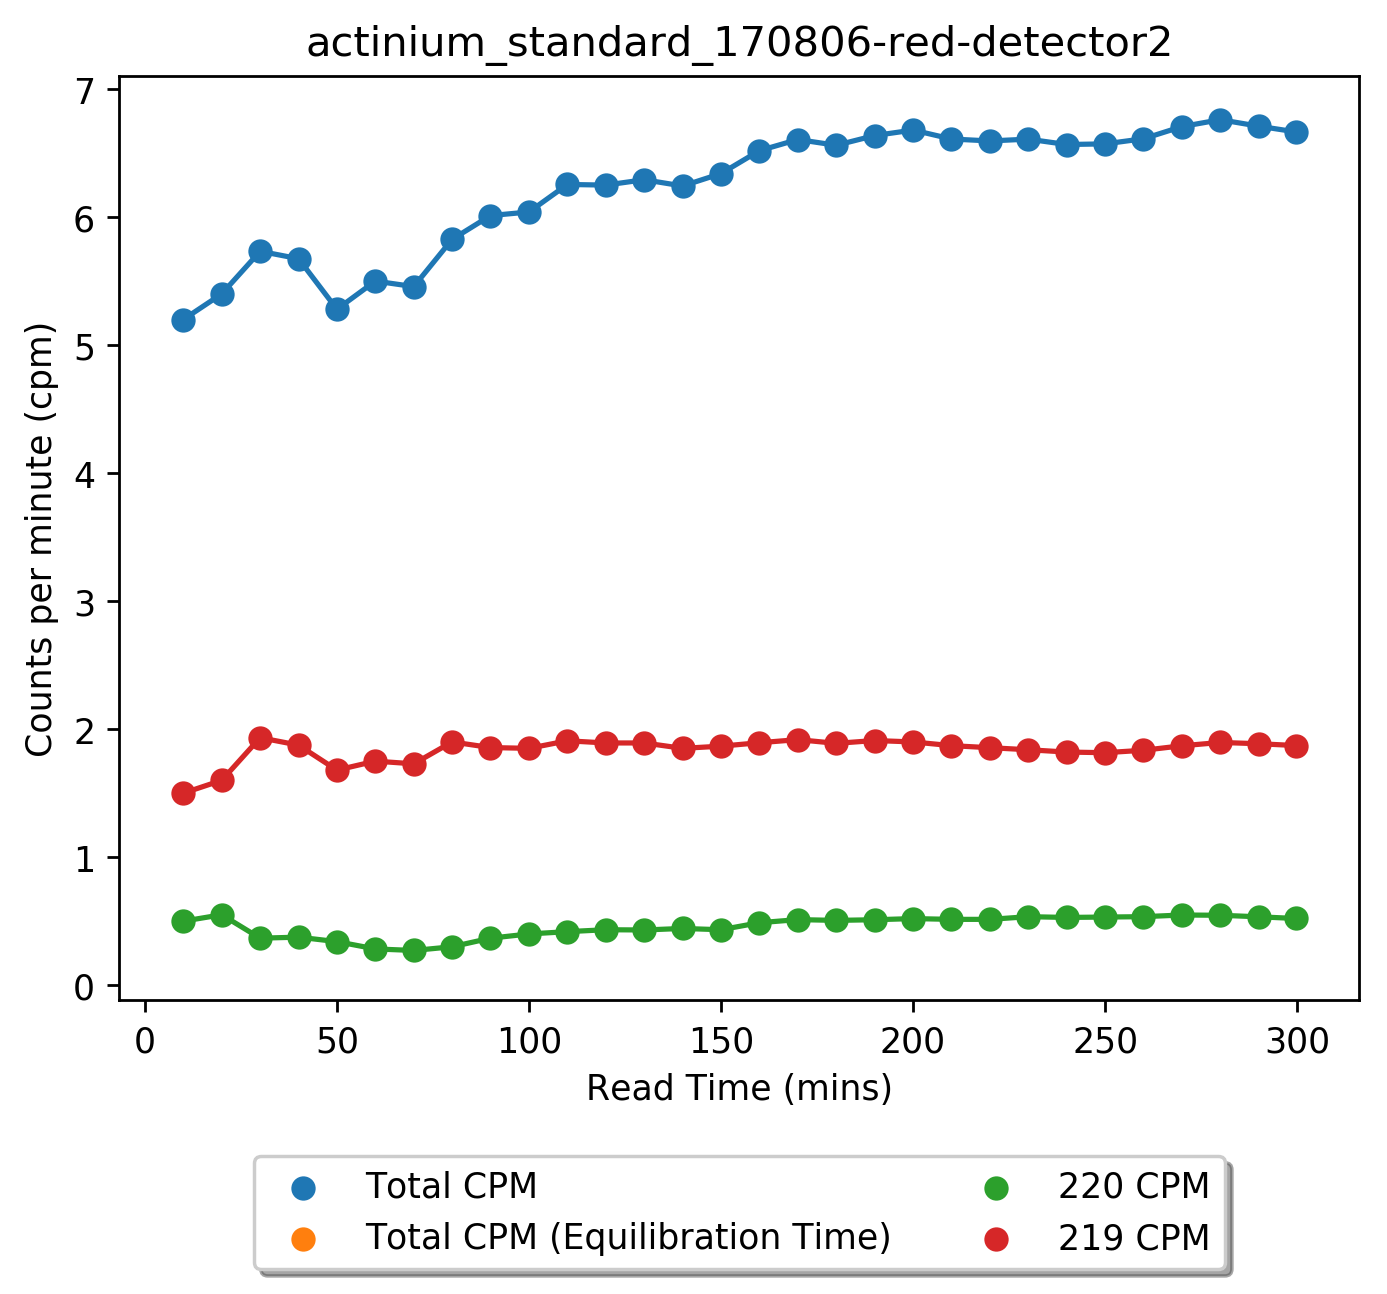 actinium_standard_170806-red-detector2
7
6
5
4
3
2
1
0
Counts per minute (cpm)
0 50 100 150 200 250 300
Read Time (mins)
Total CPM
Total CPM (Equilibration Time)
220 CPM
219 CPM